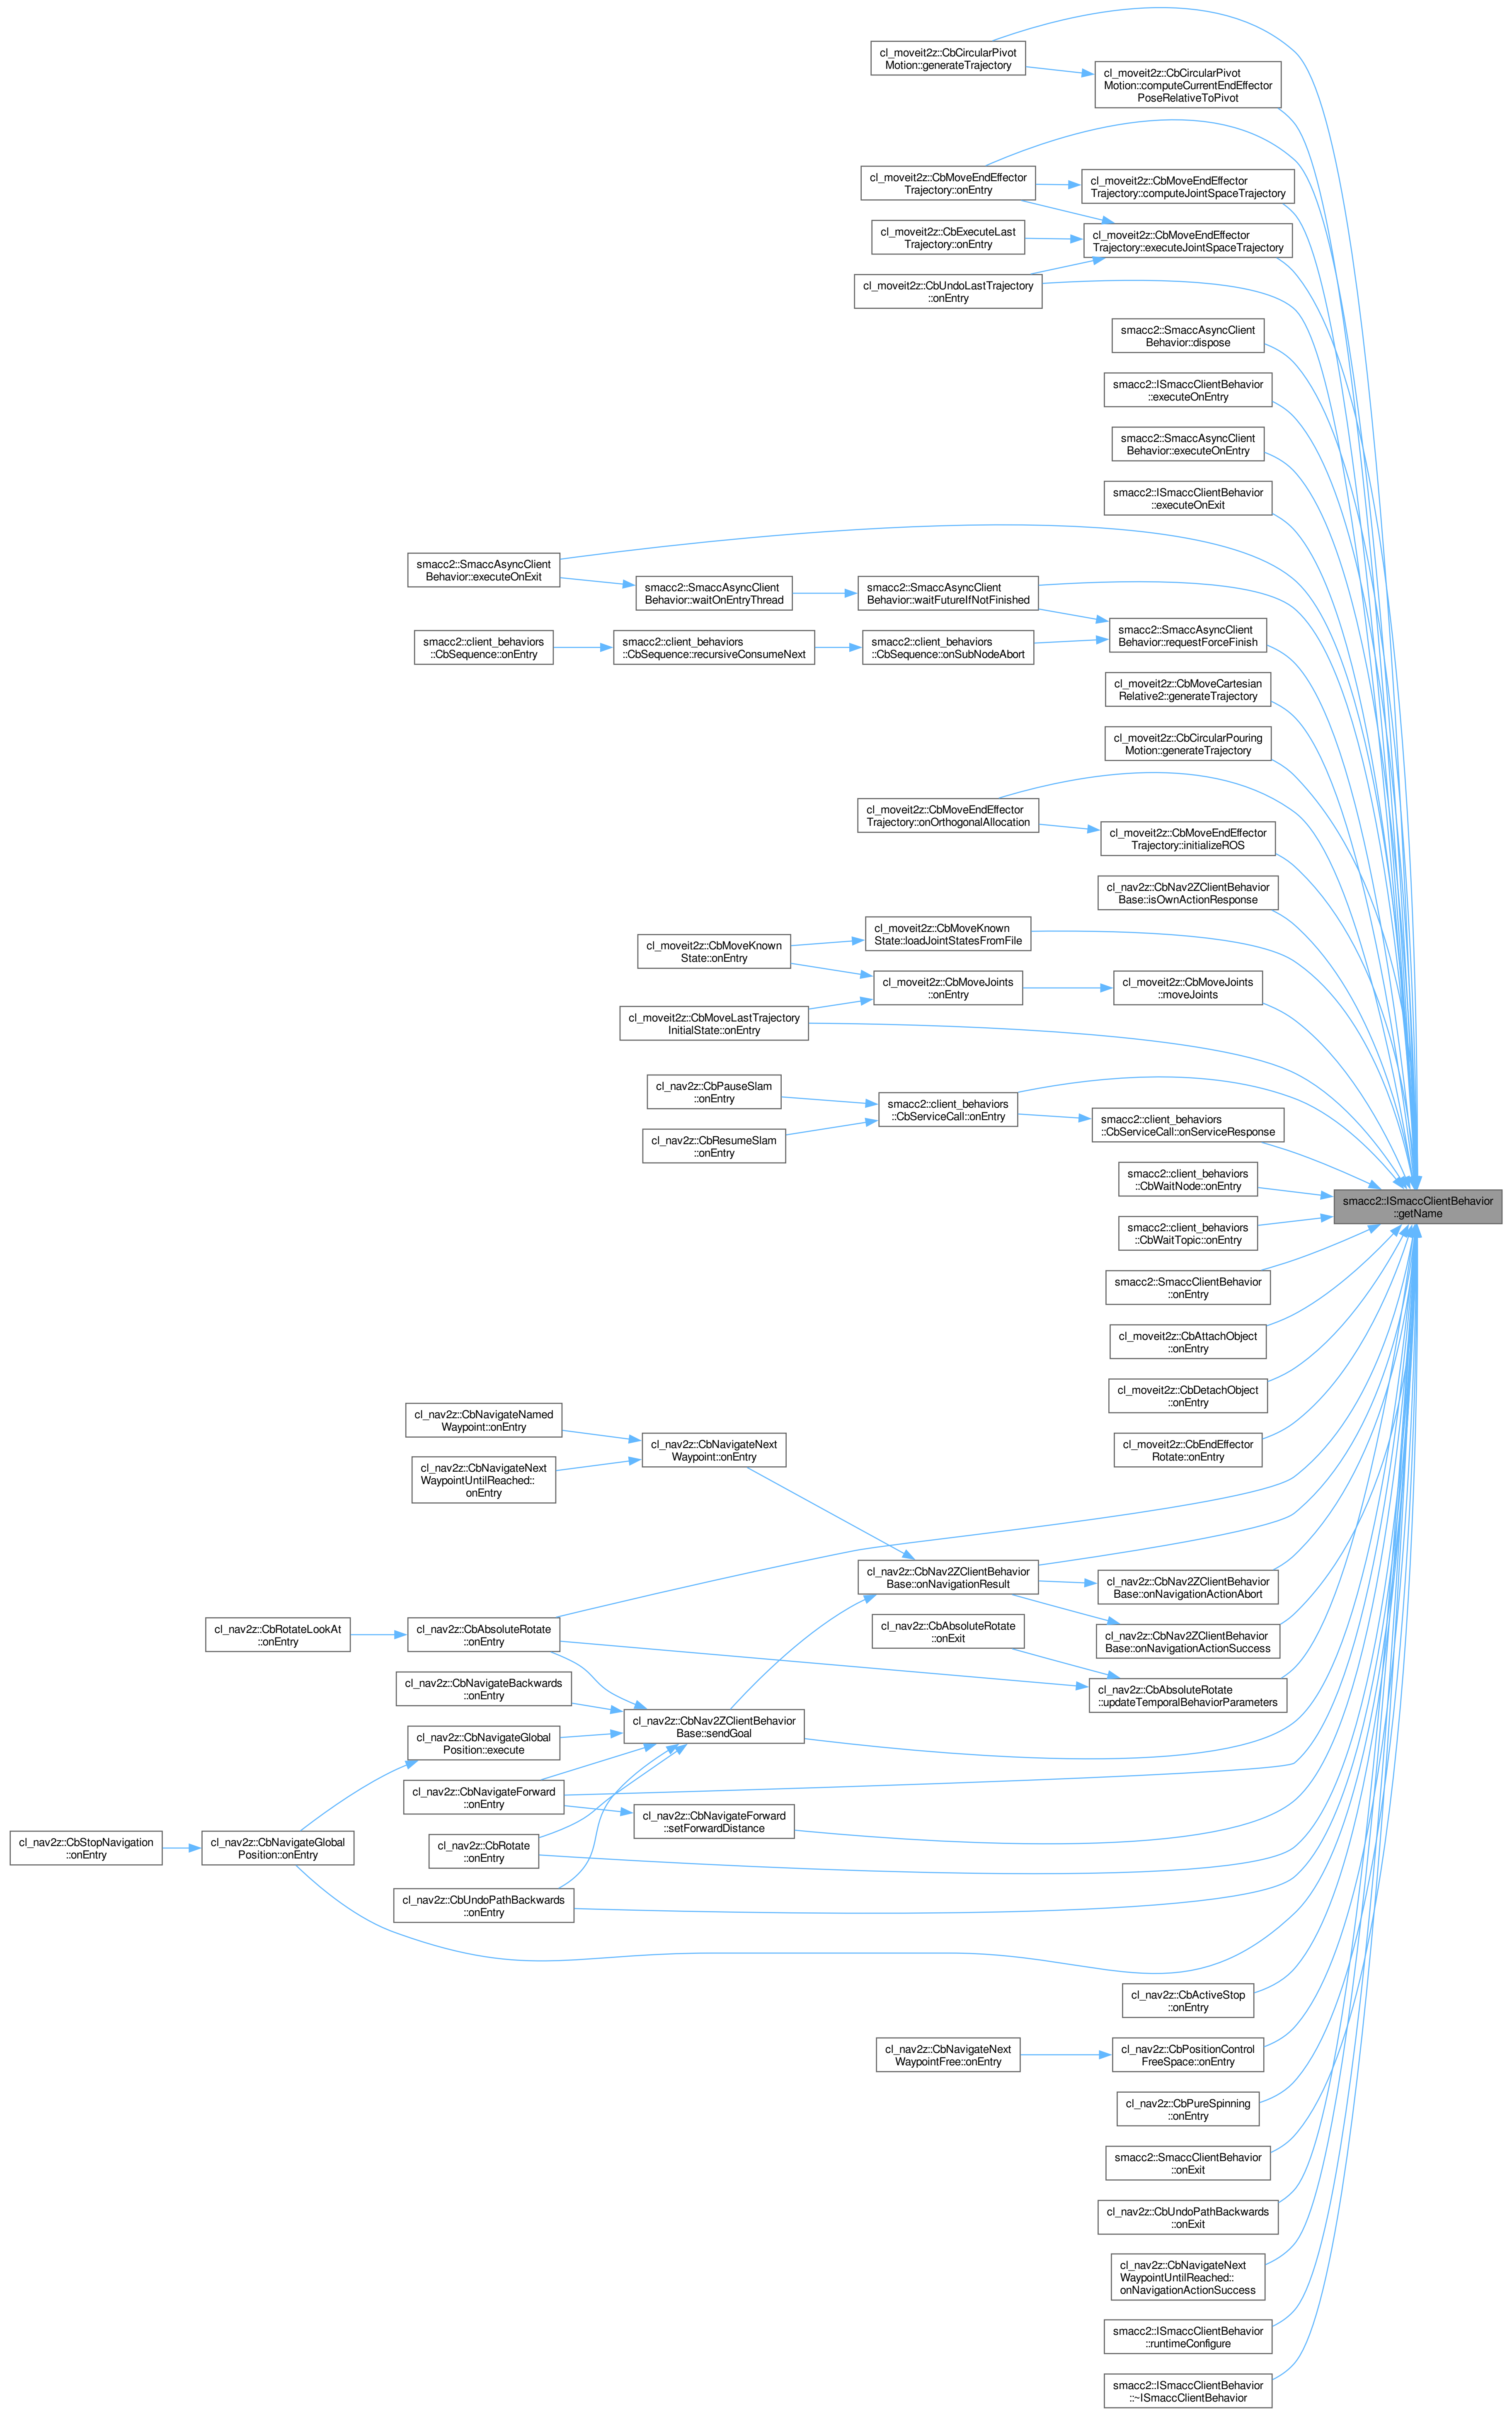 cl_moveit2z::CbCircularPivot
Motion::generateTrajectory
cl_moveit2z::CbCircularPivot
Motion::computeCurrentEndEffector
PoseRelativeToPivot
cl_moveit2z::CbMoveEndEffector
Trajectory::onEntry
cl_moveit2z::CbMoveEndEffector
Trajectory::computeJointSpaceTrajectory
cl_moveit2z::CbExecuteLast
Trajectory::onEntry
cl_moveit2z::CbMoveEndEffector
Trajectory::executeJointSpaceTrajectory
cl_moveit2z::CbUndoLastTrajectory
::onEntry
smacc2::SmaccAsyncClient
Behavior::dispose
smacc2::ISmaccClientBehavior
::executeOnEntry
smacc2::SmaccAsyncClient
Behavior::executeOnEntry
smacc2::ISmaccClientBehavior
::executeOnExit
smacc2::SmaccAsyncClient
Behavior::executeOnExit
smacc2::SmaccAsyncClient
Behavior::waitOnEntryThread
smacc2::SmaccAsyncClient
Behavior::waitFutureIfNotFinished
smacc2::SmaccAsyncClient
Behavior::requestForceFinish
smacc2::client_behaviors
::CbSequence::onEntry
smacc2::client_behaviors
::CbSequence::recursiveConsumeNext
smacc2::client_behaviors
::CbSequence::onSubNodeAbort
cl_moveit2z::CbMoveCartesian
Relative2::generateTrajectory
cl_moveit2z::CbCircularPouring
Motion::generateTrajectory
cl_moveit2z::CbMoveEndEffector
Trajectory::onOrthogonalAllocation
cl_moveit2z::CbMoveEndEffector
Trajectory::initializeROS
cl_nav2z::CbNav2ZClientBehavior
Base::isOwnActionResponse
cl_moveit2z::CbMoveKnown
State::onEntry
cl_moveit2z::CbMoveKnown
State::loadJointStatesFromFile
cl_moveit2z::CbMoveJoints
::onEntry
cl_moveit2z::CbMoveJoints
::moveJoints
cl_moveit2z::CbMoveLastTrajectory
InitialState::onEntry
cl_nav2z::CbPauseSlam
::onEntry
smacc2::client_behaviors
::CbServiceCall::onEntry
smacc2::client_behaviors
::CbServiceCall::onServiceResponse
cl_nav2z::CbResumeSlam
::onEntry
smacc2::client_behaviors
::CbWaitNode::onEntry
smacc2::ISmaccClientBehavior
::getName
smacc2::client_behaviors
::CbWaitTopic::onEntry
smacc2::SmaccClientBehavior
::onEntry
cl_moveit2z::CbAttachObject
::onEntry
cl_moveit2z::CbDetachObject
::onEntry
cl_moveit2z::CbEndEffector
Rotate::onEntry
cl_nav2z::CbNavigateNamed
Waypoint::onEntry
cl_nav2z::CbNavigateNext
Waypoint::onEntry
cl_nav2z::CbNavigateNext
WaypointUntilReached::
onEntry
cl_nav2z::CbNav2ZClientBehavior
Base::onNavigationResult
cl_nav2z::CbNav2ZClientBehavior
Base::onNavigationActionAbort
cl_nav2z::CbRotateLookAt
::onEntry
cl_nav2z::CbAbsoluteRotate
::onEntry
cl_nav2z::CbAbsoluteRotate
::onExit
cl_nav2z::CbNav2ZClientBehavior
Base::onNavigationActionSuccess
cl_nav2z::CbNavigateBackwards
::onEntry
cl_nav2z::CbAbsoluteRotate
::updateTemporalBehaviorParameters
cl_nav2z::CbNav2ZClientBehavior
Base::sendGoal
cl_nav2z::CbNavigateGlobal
Position::execute
cl_nav2z::CbNavigateForward
::onEntry
cl_nav2z::CbNavigateForward
::setForwardDistance
cl_nav2z::CbStopNavigation
::onEntry
cl_nav2z::CbNavigateGlobal
Position::onEntry
cl_nav2z::CbRotate
::onEntry
cl_nav2z::CbUndoPathBackwards
::onEntry
cl_nav2z::CbActiveStop
::onEntry
cl_nav2z::CbNavigateNext
WaypointFree::onEntry
cl_nav2z::CbPositionControl
FreeSpace::onEntry
cl_nav2z::CbPureSpinning
::onEntry
smacc2::SmaccClientBehavior
::onExit
cl_nav2z::CbUndoPathBackwards
::onExit
cl_nav2z::CbNavigateNext
WaypointUntilReached::
onNavigationActionSuccess
smacc2::ISmaccClientBehavior
::runtimeConfigure
smacc2::ISmaccClientBehavior
::~ISmaccClientBehavior